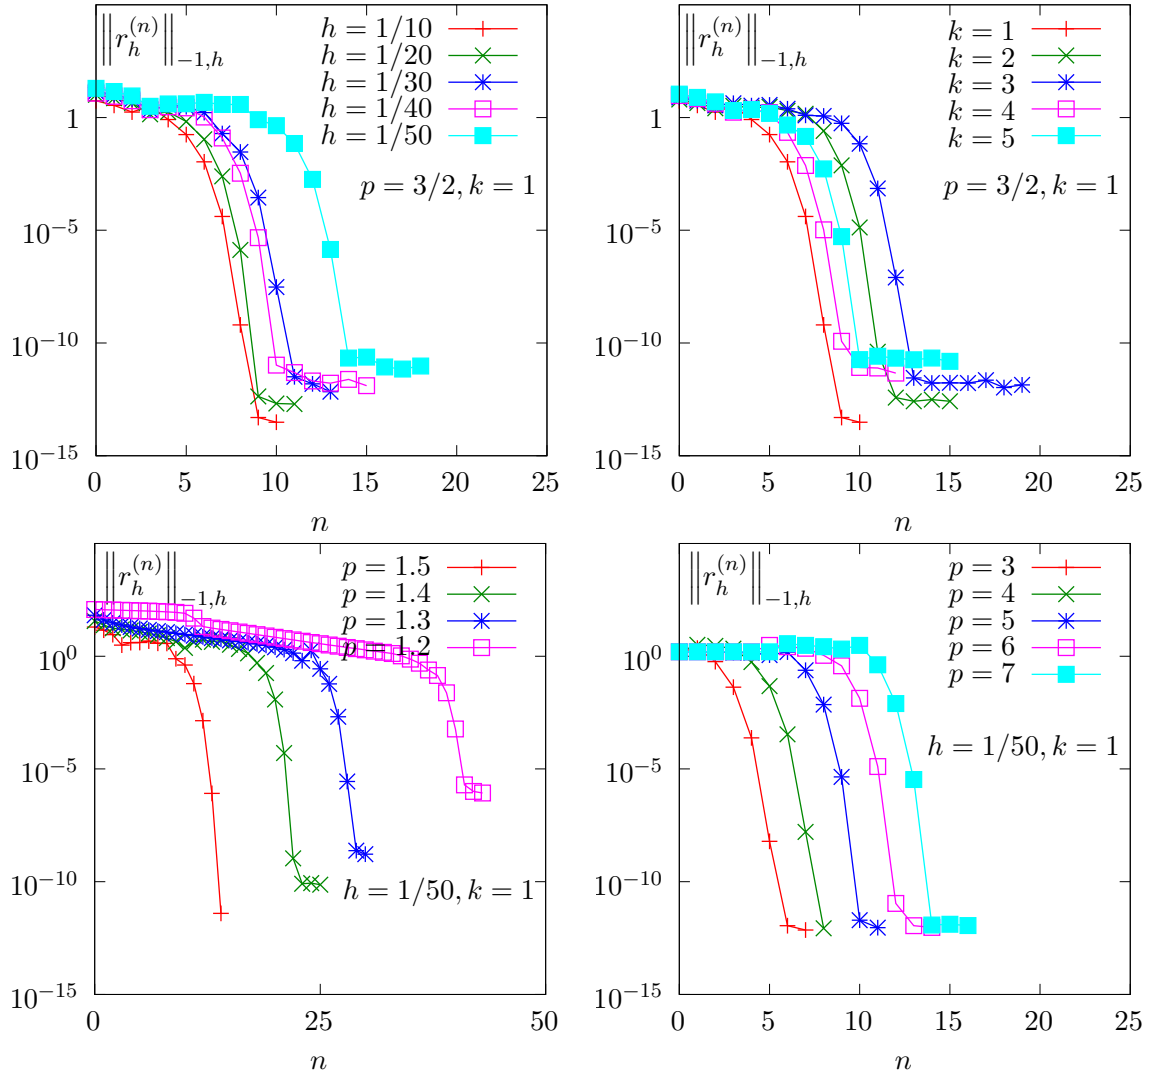 ‖r_h^{(n)}‖_{-1,h}
h = 1/10
h = 1/20
h = 1/30
h = 1/40
h = 1/50
p = 3/2, k = 1
1
10^{-5}
10^{-10}
10^{-15}
0 5 10 15 20 25
n
‖r_h^{(n)}‖_{-1,h}
k = 1
k = 2
k = 3
k = 4
k = 5
p = 3/2, k = 1
1
10^{-5}
10^{-10}
10^{-15}
0 5 10 15 20 25
n
‖r_h^{(n)}‖_{-1,h}
p = 1.5
p = 1.4
p = 1.3
p = 1.2
h = 1/50, k = 1
10^{0}
10^{-5}
10^{-10}
10^{-15}
0 25 50
n
‖r_h^{(n)}‖_{-1,h}
p = 3
p = 4
p = 5
p = 6
p = 7
h = 1/50, k = 1
10^{0}
10^{-5}
10^{-10}
10^{-15}
0 5 10 15 20 25
n